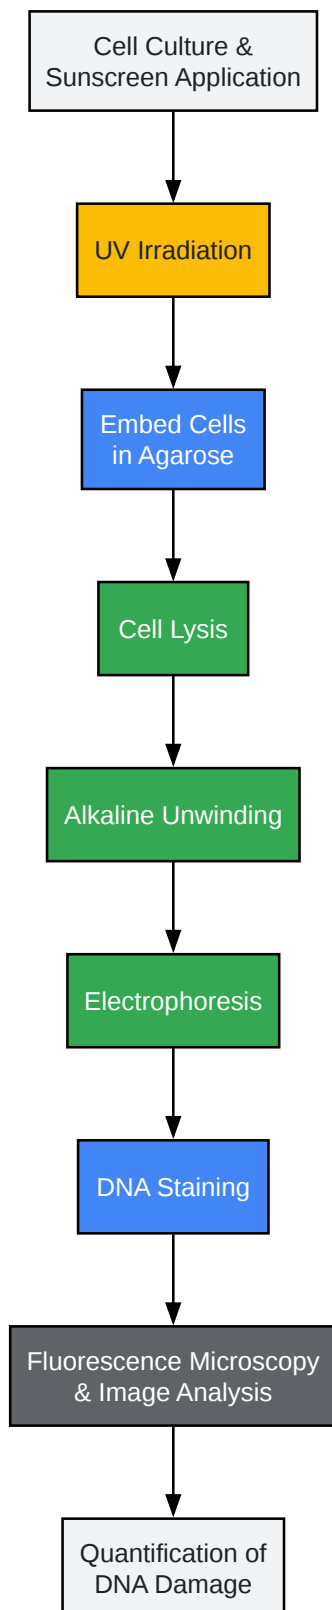 Cell Culture &
Sunscreen Application
UV Irradiation
Embed Cells
in Agarose
Cell Lysis
Alkaline Unwinding
Electrophoresis
DNA Staining
Fluorescence Microscopy
& Image Analysis
Quantification of
DNA Damage